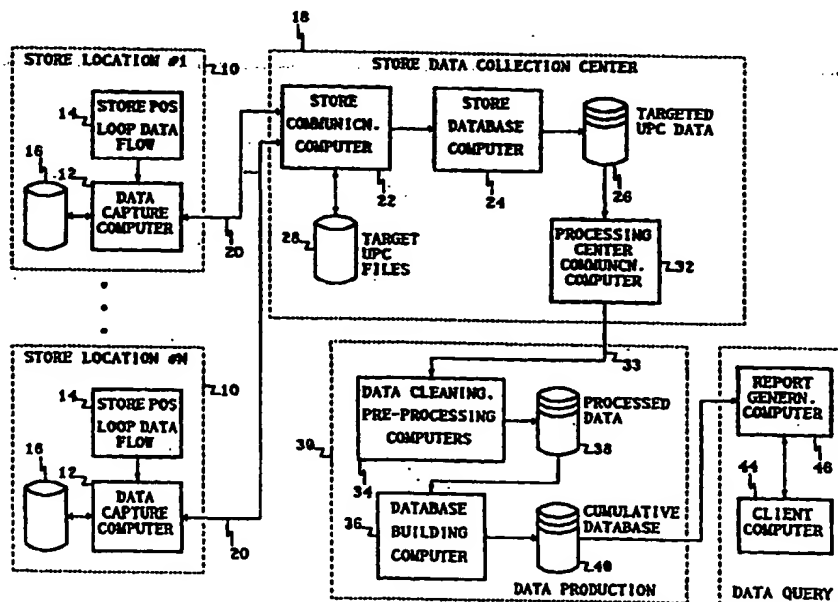 18
STORE LOCATION #1
10
STORE DATA COLLECTION CENTER
14
STORE POS
LOOP DATA
FLOW
16
12
DATA
CAPTURE
COMPUTER
20
STORE
COMMUNICN.
COMPUTER
22
STORE
DATABASE
COMPUTER
24
TARGETED
UPC DATA
26
28
TARGET
UPC
FILES
PROCESSING
CENTER
COMMUNCN.
COMPUTER
32
STORE LOCATION #N
10
14
STORE POS
LOOP DATA
FLOW
16
12
DATA
CAPTURE
COMPUTER
20
33
30
DATA CLEANING.
PRE-PROCESSING
COMPUTERS
34
PROCESSED
DATA
38
36
DATABASE
BUILDING
COMPUTER
CUMULATIVE
DATABASE
40
DATA PRODUCTION
REPORT
GENERN.
COMPUTER
46
44
CLIENT
COMPUTER
DATA QUERY